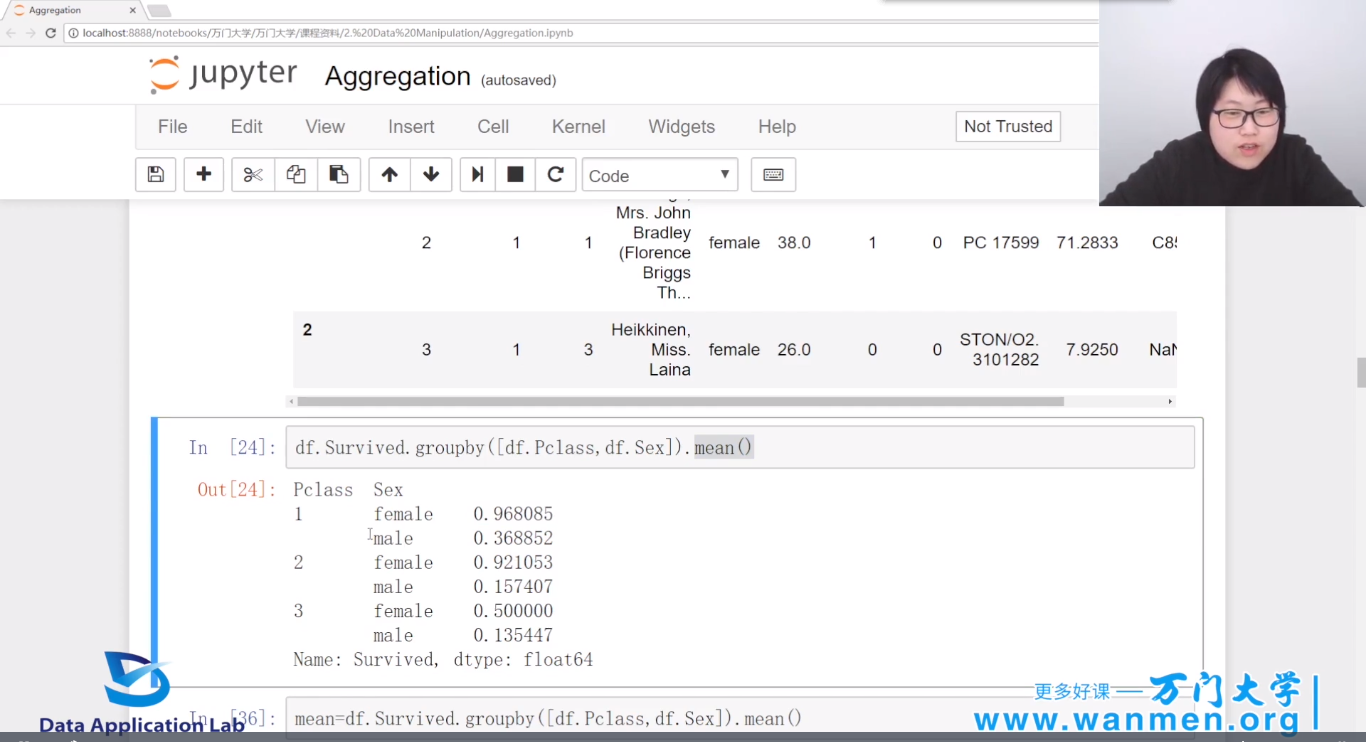 Aggregation
localhost:8888/notebooks/万门大学/万门大学/课程资料/2.%20Data%20Manipulation/Aggregation.ipynb
jupyter Aggregation (autosaved)
File Edit View Insert Cell Kernel Widgets Help Not Trusted
Code
Mrs. John
Bradley
2 1 1 (Florence female 38.0 1 0 PC 17599 71.2833 C85
Briggs
Th...
2
3 1 3 Heikkinen, Miss. Laina female 26.0 0 0 STON/O2. 3101282 7.9250 NaN
In [24]: df.Survived.groupby([df.Pclass,df.Sex]).mean()
Out[24]: Pclass Sex
1 female 0.968085
male 0.368852
2 female 0.921053
male 0.157407
3 female 0.500000
male 0.135447
Name: Survived, dtype: float64
In [36]: mean=df.Survived.groupby([df.Pclass,df.Sex]).mean()
Data Application Lab
更多好课 — 万门大学
www.wanmen.org